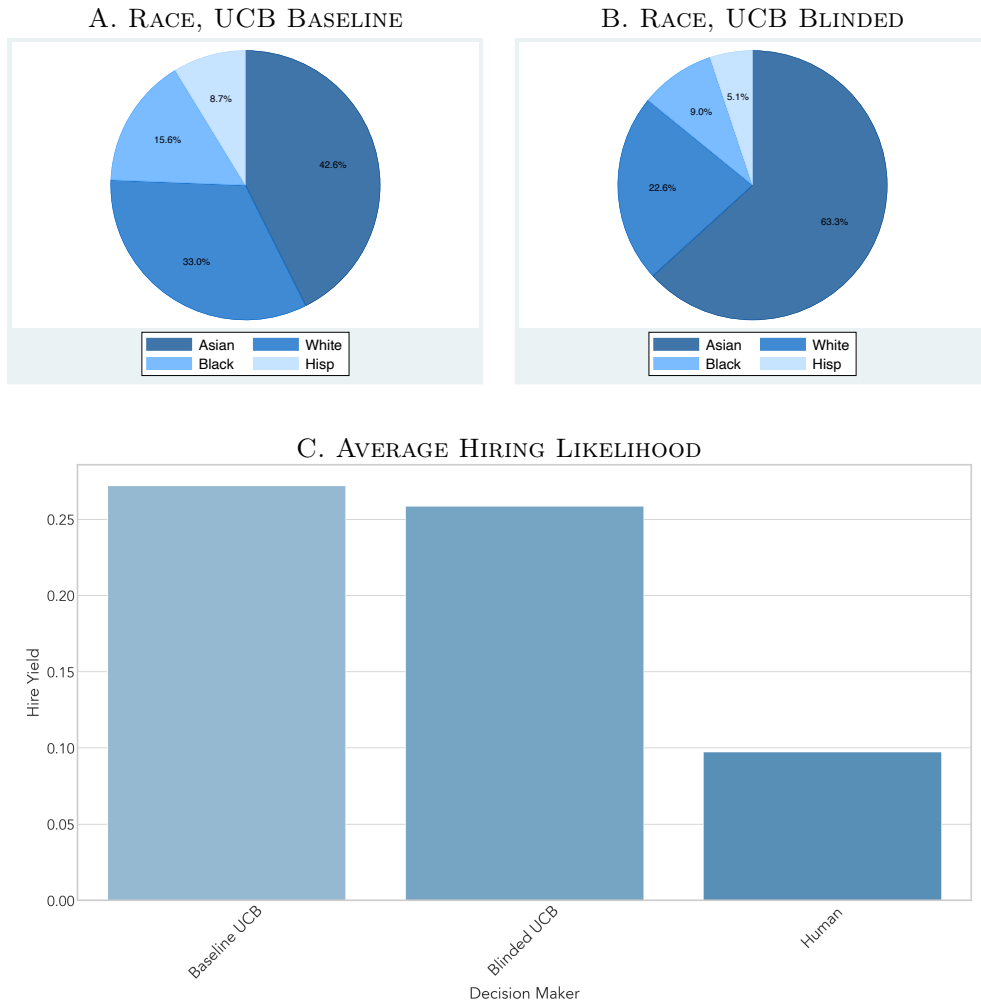 A. RACE, UCB BASELINE
8.7%
15.6%
42.6%
33.0%
Asian White
Black Hisp
B. RACE, UCB BLINDED
5.1%
9.0%
22.6%
63.3%
Asian White
Black Hisp
C. AVERAGE HIRING LIKELIHOOD
Hire Yield
0.25
0.20
0.15
0.10
0.05
0.00
Baseline UCB
Blinded UCB
Human
Decision Maker